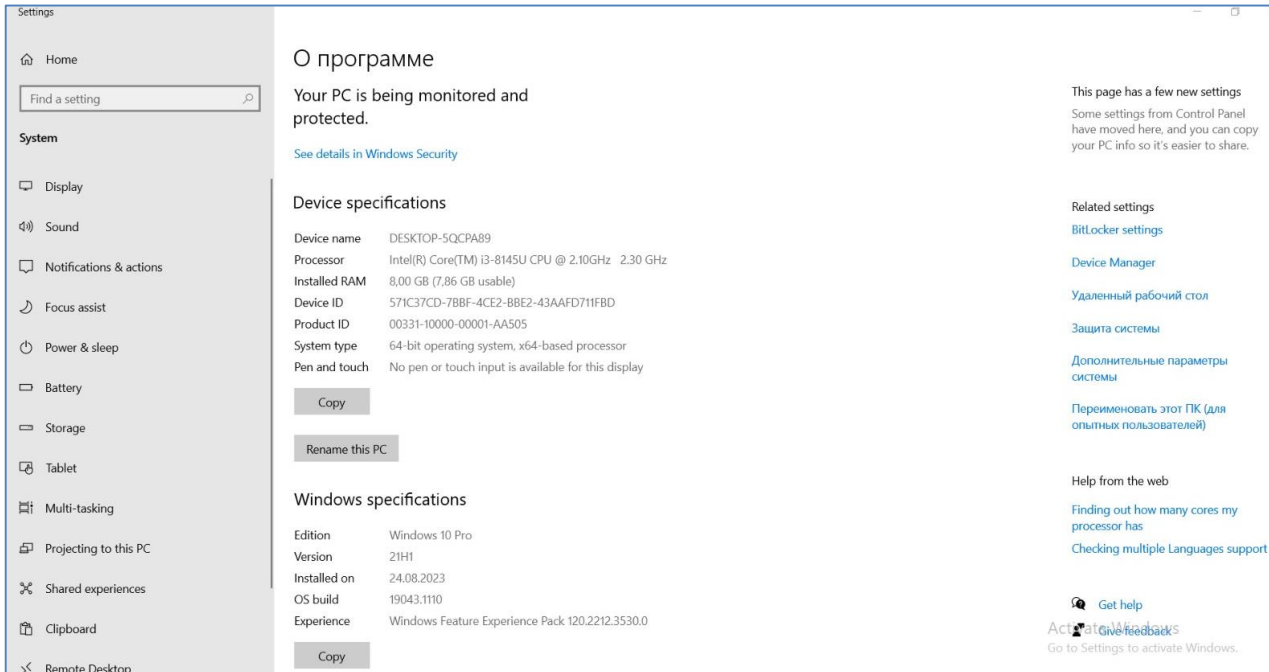 Settings
Home
Find a setting
System
Display
Sound
Notifications & actions
Focus assist
Power & sleep
Battery
Storage
Tablet
Multi-tasking
Projecting to this PC
Shared experiences
Clipboard
Remote Desktop
О программе
Your PC is being monitored and
protected.
See details in Windows Security
Device specifications
Device name DESKTOP-5QCPA89
Processor Intel(R) Core(TM) i3-8145U CPU @ 2.10GHz 2.30 GHz
Installed RAM 8,00 GB (7,86 GB usable)
Device ID 571C37CD-7BBF-4CE2-BBE2-43AAFD711FBD
Product ID 00331-10000-00001-AA505
System type 64-bit operating system, x64-based processor
Pen and touch No pen or touch input is available for this display
Copy
Rename this PC
Windows specifications
Edition Windows 10 Pro
Version 21H1
Installed on 24.08.2023
OS build 19043.1110
Experience Windows Feature Experience Pack 120.2212.3530.0
Copy
This page has a few new settings
Some settings from Control Panel
have moved here, and you can copy
your PC info so it's easier to share.
Related settings
BitLocker settings
Device Manager
Удаленный рабочий стол
Защита системы
Дополнительные параметры
системы
Переименовать этот ПК (для
опытных пользователей)
Help from the web
Finding out how many cores my
processor has
Checking multiple Languages support
Get help
Give feedback
Activate Windows
Go to Settings to activate Windows.